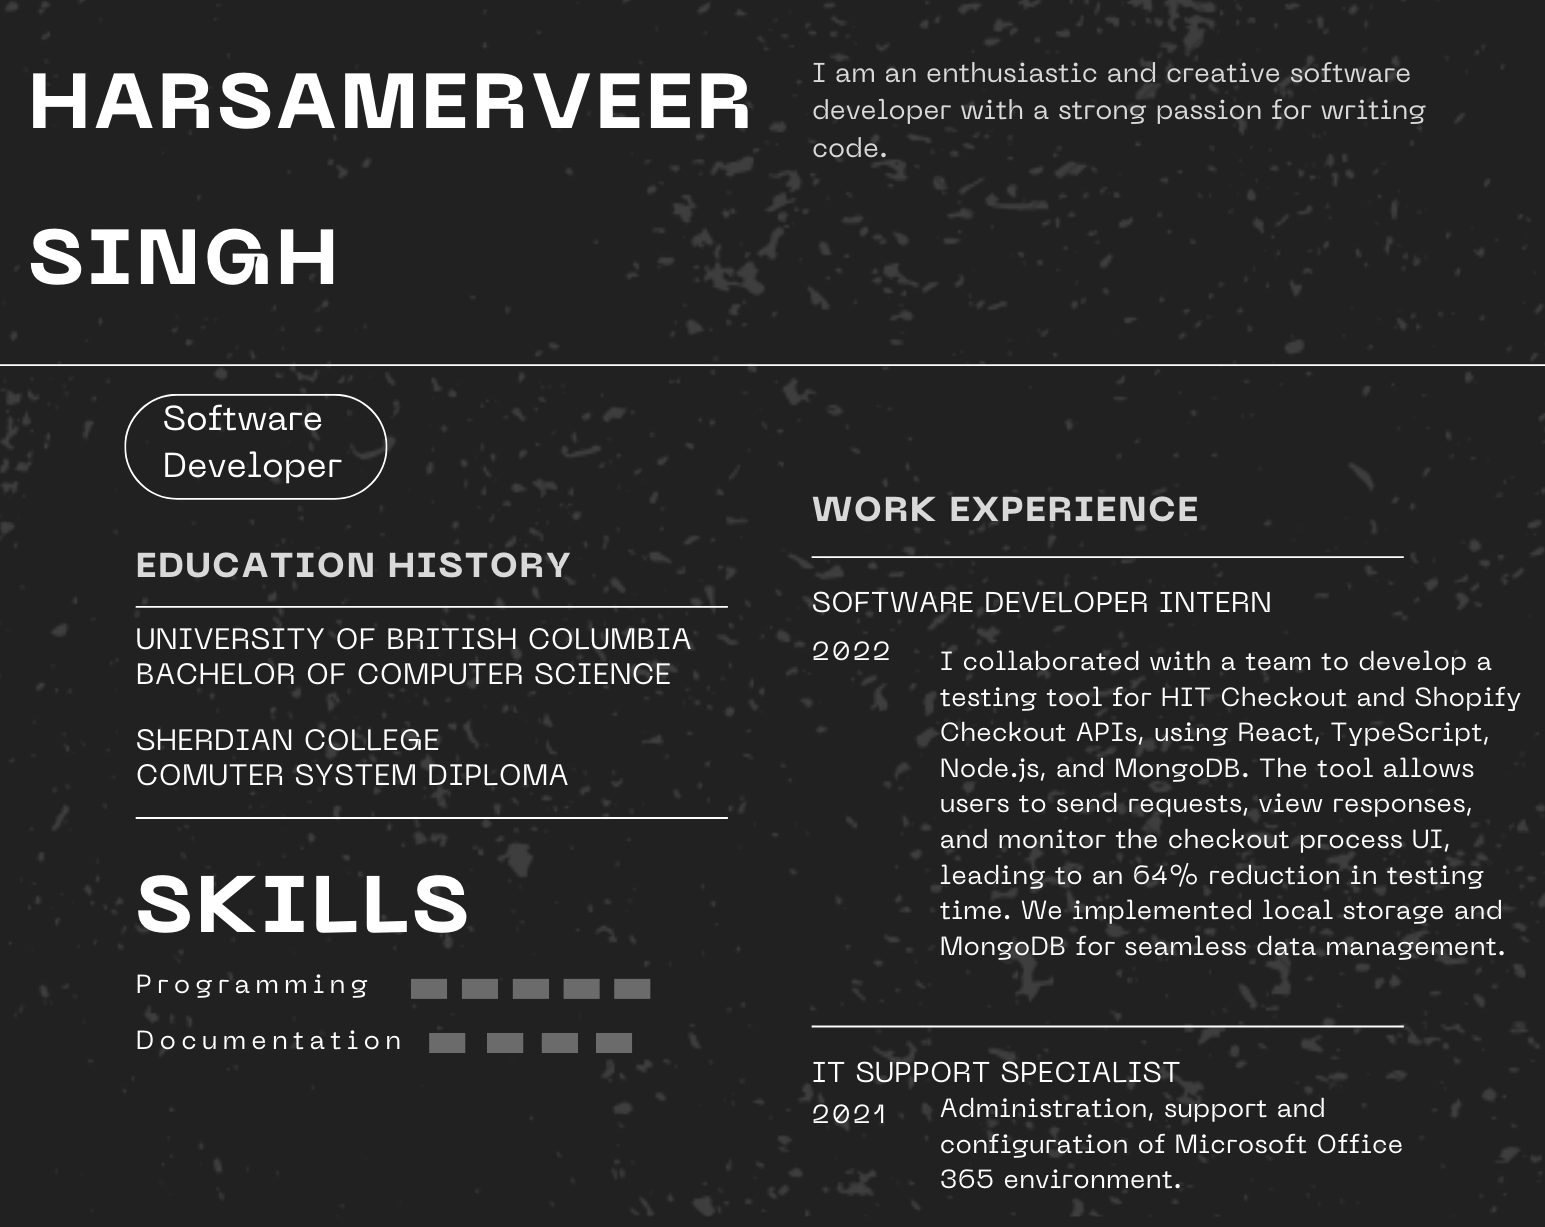 HARSAMERVEER
SINGH
I am an enthusiastic and creative software
developer with a strong passion for writing
code.
Software
Developer
EDUCATION HISTORY
UNIVERSITY OF BRITISH COLUMBIA
BACHELOR OF COMPUTER SCIENCE
SHERDIAN COLLEGE
COMUTER SYSTEM DIPLOMA
SKILLS
Programming
Documentation
WORK EXPERIENCE
SOFTWARE DEVELOPER INTERN
2022
I collaborated with a team to develop a
testing tool for HIT Checkout and Shopify
Checkout APIs, using React, TypeScript,
Node.js, and MongoDB. The tool allows
users to send requests, view responses,
and monitor the checkout process UI,
leading to an 64% reduction in testing
time. We implemented local storage and
MongoDB for seamless data management.
IT SUPPORT SPECIALIST
2021
Administration, support and
configuration of Microsoft Office
365 environment.